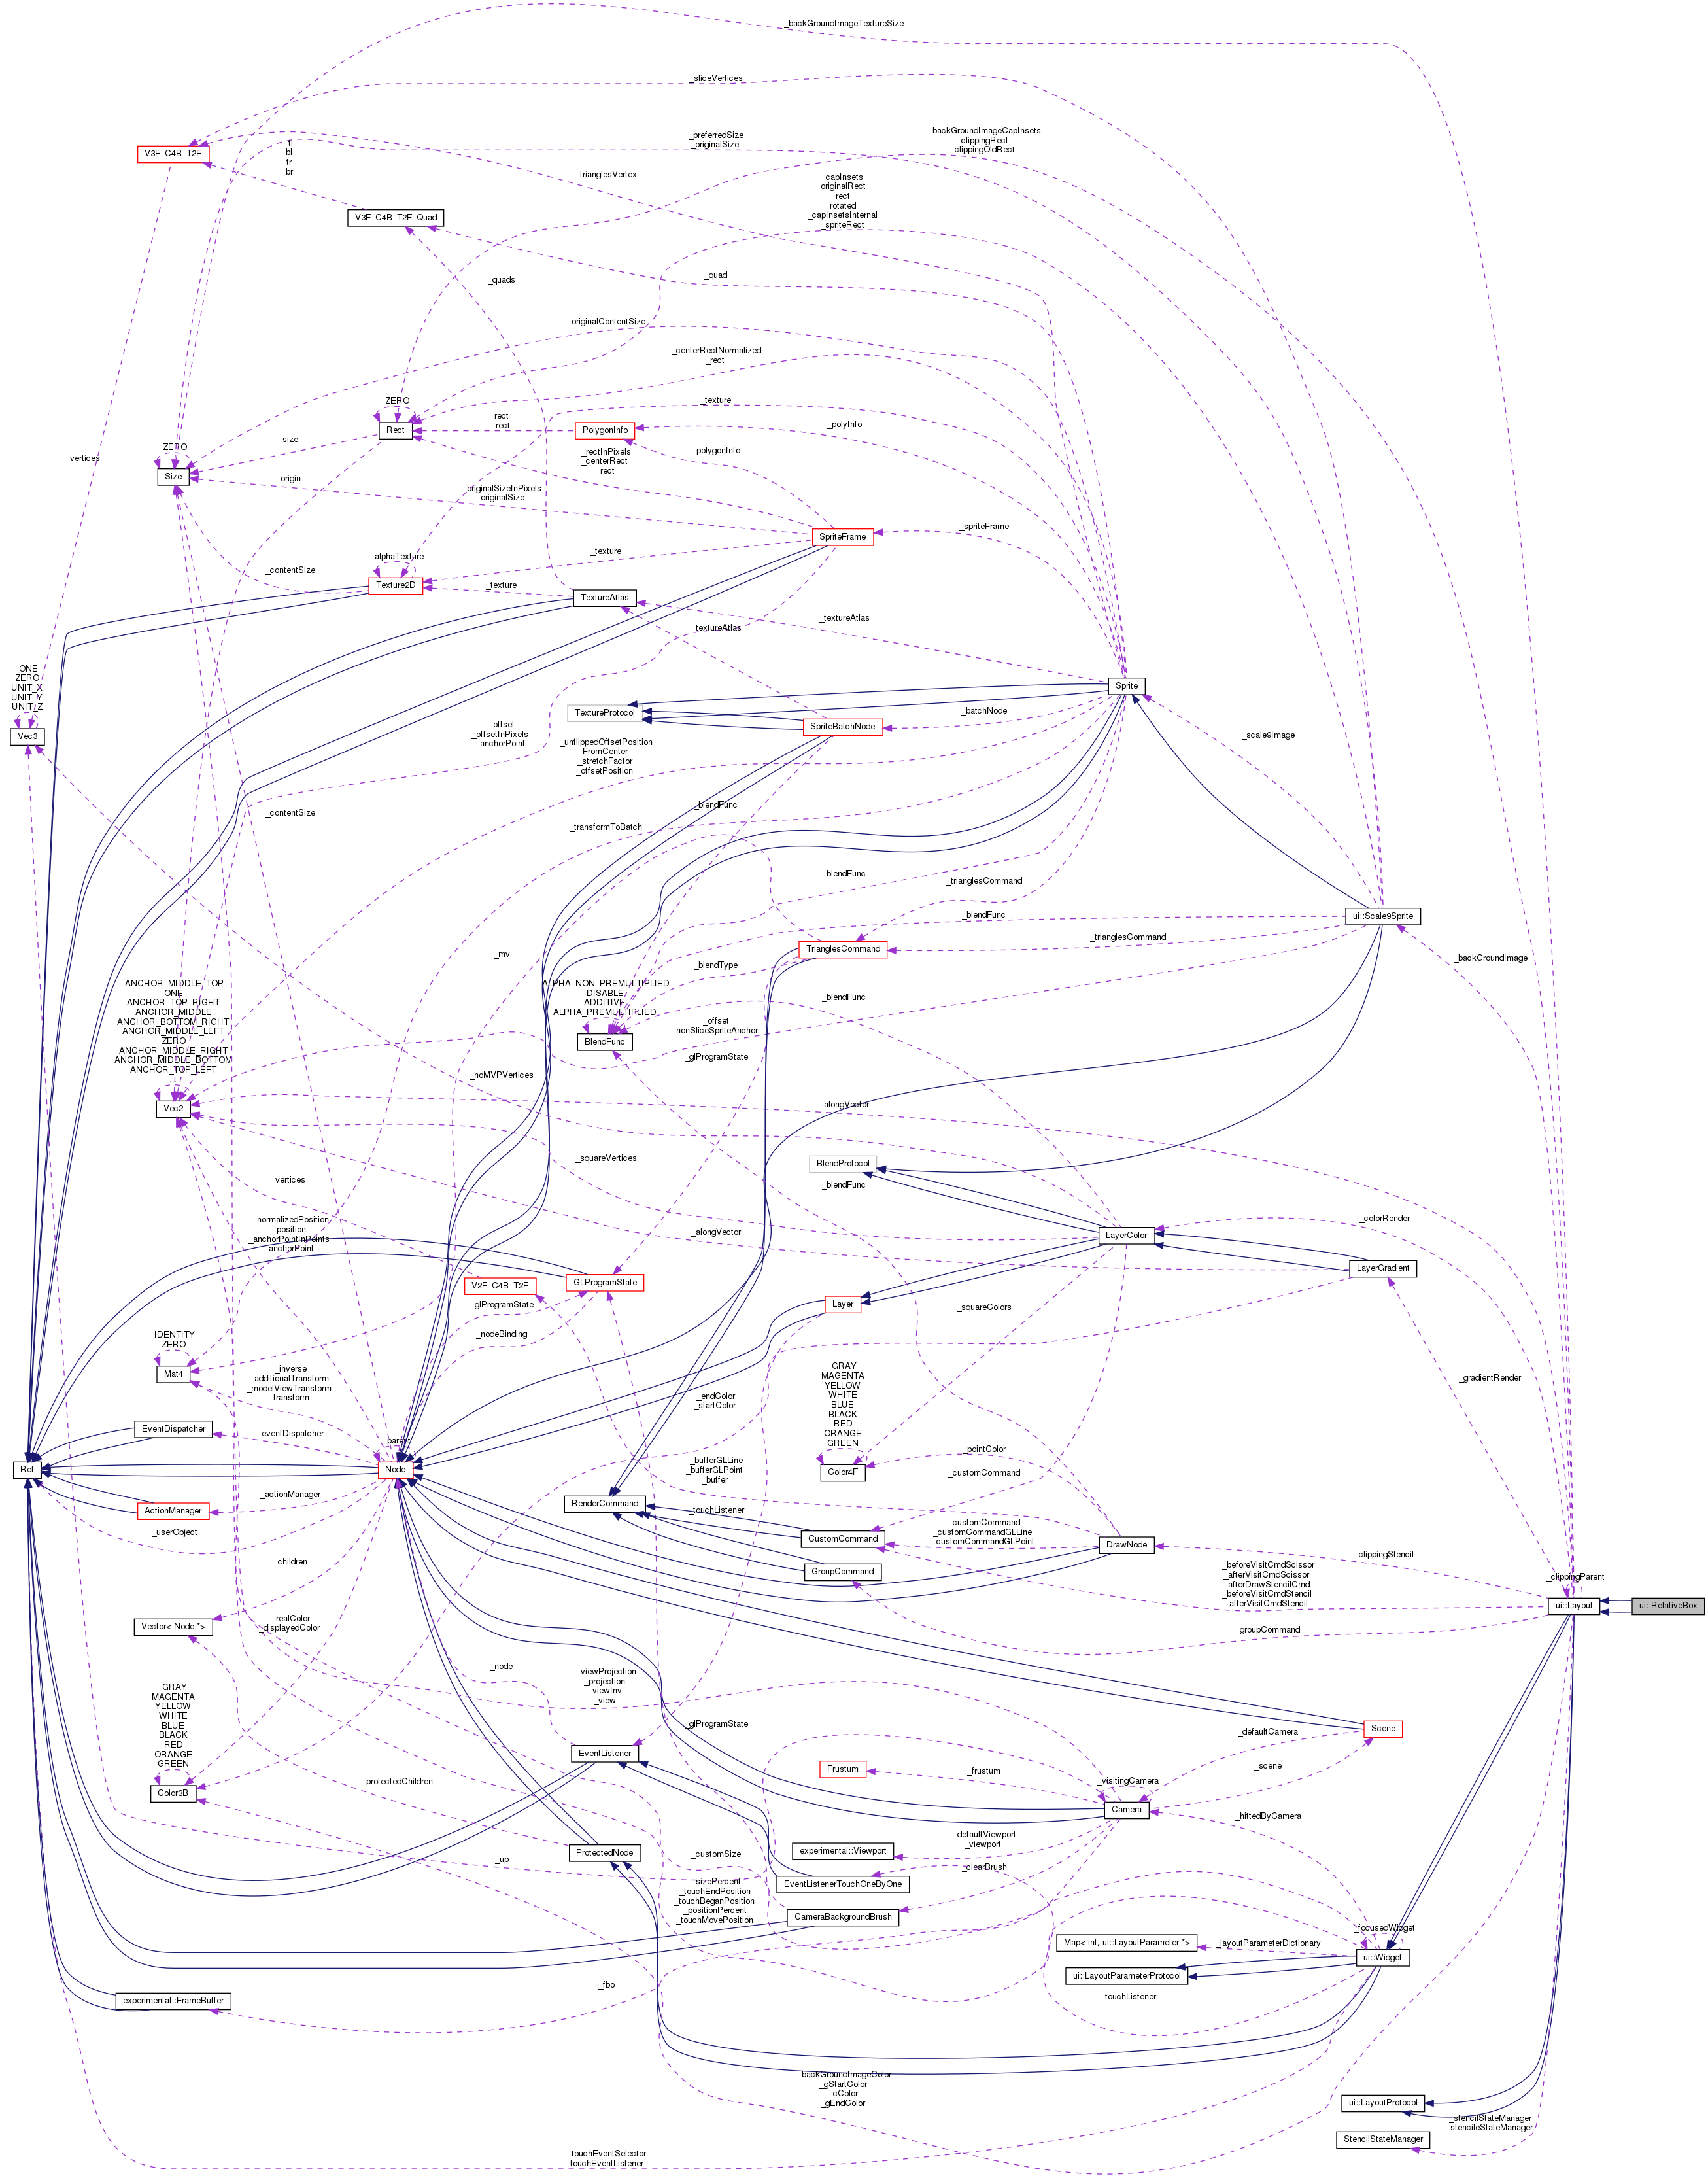 _backGroundImageTextureSize
_sliceVertices
_preferredSize
_originalSize
_backGroundImageCapInsets
_clippingRect
_clippingOldRect
tl
bl
tr
br
V3F_C4B_T2F
_trianglesVertex
capInsets
originalRect
rect
rotated
_capInsetsInternal
_spriteRect
V3F_C4B_T2F_Quad
_quads
_quad
_originalContentSize
_centerRectNormalized
_rect
ZERO
_texture
rect
_rect
Rect
PolygonInfo
_polyInfo
size
ZERO
vertices
_polygonInfo
_rectInPixels
_centerRect
_rect
Size
origin
_originalSizeInPixels
_originalSize
_spriteFrame
SpriteFrame
_alphaTexture
_texture
_contentSize
Texture2D
_texture
TextureAtlas
_textureAtlas
_textureAtlas
ONE
ZERO
UNIT_X
UNIT_Y
UNIT_Z
Vec3
Sprite
TextureProtocol
_batchNode
SpriteBatchNode
_scale9Image
_offset
_offsetInPixels
_anchorPoint
_unflippedOffsetPosition
FromCenter
_stretchFactor
_offsetPosition
_contentSize
_blendFunc
_transformToBatch
_blendFunc
_trianglesCommand
_blendFunc
ui::Scale9Sprite
_trianglesCommand
_mv
TrianglesCommand
_backGroundImage
_blendType
ANCHOR_MIDDLE_TOP
ONE
ANCHOR_TOP_RIGHT
ANCHOR_MIDDLE
ANCHOR_BOTTOM_RIGHT
ANCHOR_MIDDLE_LEFT
ZERO
ANCHOR_MIDDLE_RIGHT
ANCHOR_MIDDLE_BOTTOM
ANCHOR_TOP_LEFT
ALPHA_NON_PREMULTIPLIED
DISABLE
ADDITIVE
ALPHA_PREMULTIPLIED
BlendFunc
_blendFunc
_offset
_nonSliceSpriteAnchor
_glProgramState
_noMVPVertices
Vec2
_alongVector
_squareVertices
BlendProtocol
vertices
_blendFunc
_normalizedPosition
_position
_anchorPointInPoints
_anchorPoint
_alongVector
_colorRender
LayerColor
LayerGradient
V2F_C4B_T2F
GLProgramState
_glProgramState
Layer
_squareColors
IDENTITY
ZERO
_nodeBinding
Mat4
_inverse
_additionalTransform
_modelViewTransform
_transform
GRAY
MAGENTA
YELLOW
WHITE
BLUE
BLACK
RED
ORANGE
GREEN
_gradientRender
_endColor
_startColor
EventDispatcher
_eventDispatcher
_parent
_pointColor
Ref
Node
_bufferGLLine
_bufferGLPoint
_buffer
Color4F
_customCommand
_actionManager
ActionManager
RenderCommand
_touchListener
_userObject
CustomCommand
_customCommand
_customCommandGLLine
_customCommandGLPoint
DrawNode
_clippingStencil
_children
GroupCommand
_beforeVisitCmdScissor
_afterVisitCmdScissor
_afterDrawStencilCmd
_beforeVisitCmdStencil
_afterVisitCmdStencil
_clippingParent
ui::Layout
ui::RelativeBox
Vector< Node *>
_realColor
_displayedColor
_groupCommand
_node
_viewProjection
_projection
_viewInv
_view
GRAY
MAGENTA
YELLOW
WHITE
BLUE
BLACK
RED
ORANGE
GREEN
_glProgramState
_defaultCamera
Scene
EventListener
Frustum
_frustum
_scene
_protectedChildren
_visitingCamera
Color3B
Camera
_hittedByCamera
_defaultViewport
_viewport
experimental::Viewport
ProtectedNode
_up
_customSize
_clearBrush
EventListenerTouchOneByOne
_sizePercent
_touchEndPosition
_touchBeganPosition
_positionPercent
_touchMovePosition
CameraBackgroundBrush
_focusedWidget
Map< int, ui::LayoutParameter *>
_layoutParameterDictionary
ui::Widget
ui::LayoutParameterProtocol
_fbo
experimental::FrameBuffer
_touchListener
_backGroundImageColor
_gStartColor
_cColor
_gEndColor
ui::LayoutProtocol
_stencilStateManager
_stencileStateManager
StencilStateManager
_touchEventSelector
_touchEventListener